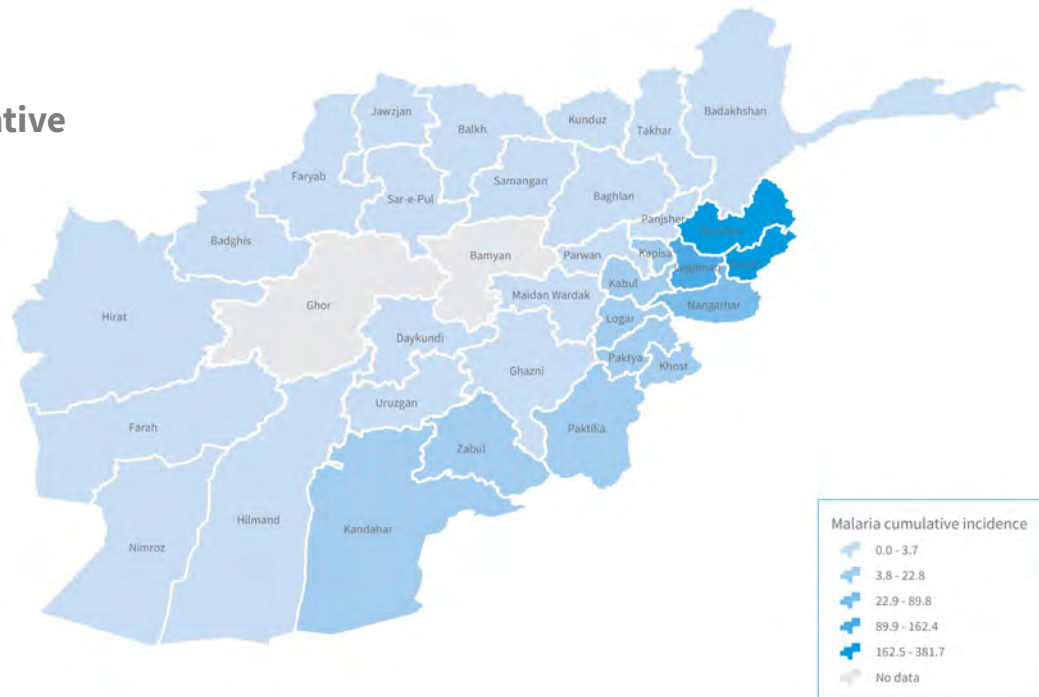 ative
Jawzjan
Balkh
Kunduz
Takhar
Badakhshan
Faryab
Sar-e-Pul
Samangan
Baghlan
Panjsher
Badghis
Bamyan
Parwan
Kapisa
Laghman
Ghor
Maidan Wardak
Kabul
Nangarhar
Hirat
Daykundi
Logar
Ghazni
Paktya
Khost
Uruzgan
Farah
Zabul
Paktika
Hilmand
Kandahar
Nimroz
Malaria cumulative incidence
0.0 - 3.7
3.8 - 22.8
22.9 - 89.8
89.9 - 162.4
162.5 - 381.7
No data